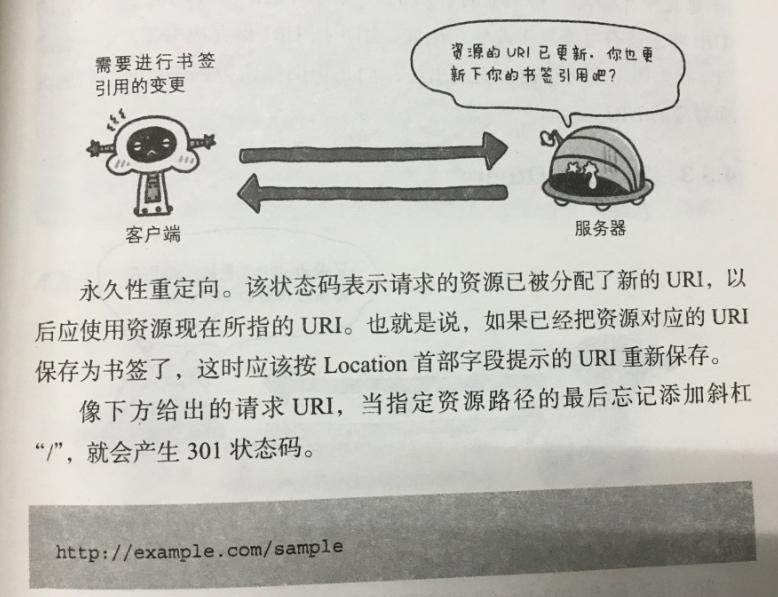 需要进行书签
引用的变更
资源的 URI 已更新，你也更
新下你的书签引用吧？
客户端
服务器
永久性重定向。该状态码表示请求的资源已被分配了新的 URI，以
后应使用资源现在所指的 URI。也就是说，如果已经把资源对应的 URI
保存为书签了，这时应该按 Location 首部字段提示的 URI 重新保存。
像下方给出的请求 URI，当指定资源路径的最后忘记添加斜杠
“/”，就会产生 301 状态码。
http://example.com/sample